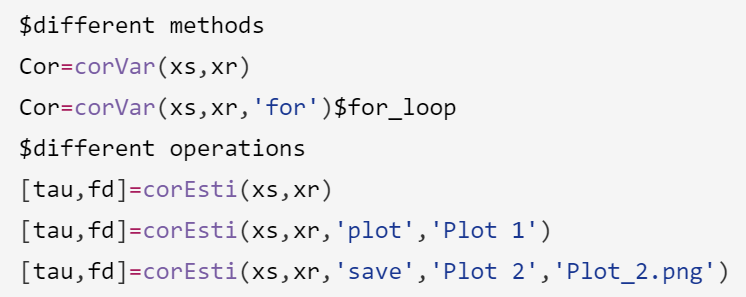 $different methods
Cor=corVar(xs,xr)
Cor=corVar(xs,xr,'for')$for_loop
$different operations
[tau,fd]=corEsti(xs,xr)
[tau,fd]=corEsti(xs,xr,'plot','Plot 1')
[tau,fd]=corEsti(xs,xr,'save','Plot 2','Plot_2.png')